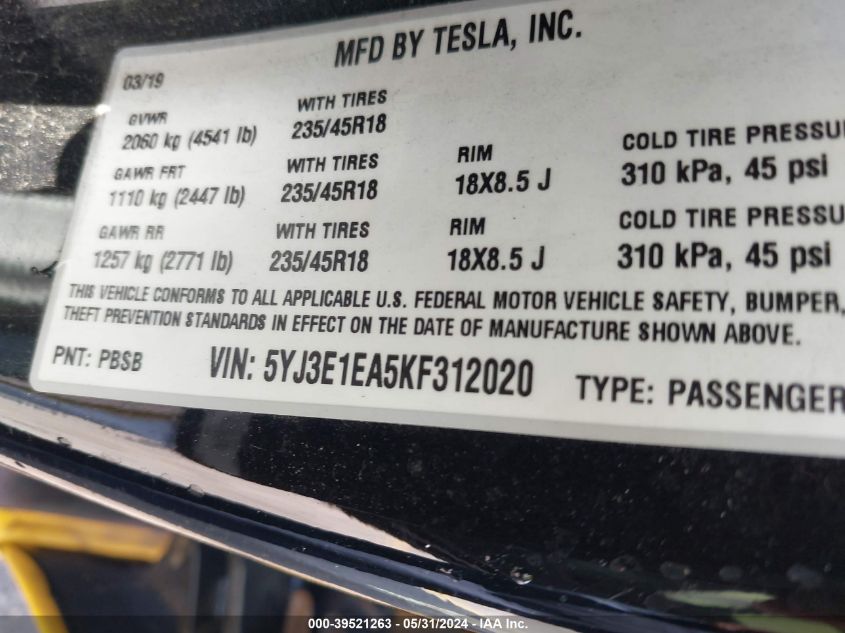 MFD BY TESLA, INC.
03/19
GVWR WITH TIRES
2060 kg (4541 lb) 235/45R18
GAWR FRT WITH TIRES RIM COLD TIRE PRESSU
1110 kg (2447 lb) 235/45R18 18X8.5 J 310 kPa, 45 psi
GAWR RR WITH TIRES RIM COLD TIRE PRESSU
1257 kg (2771 lb) 235/45R18 18X8.5 J 310 kPa, 45 psi
THIS VEHICLE CONFORMS TO ALL APPLICABLE U.S. FEDERAL MOTOR VEHICLE SAFETY, BUMPER,
THEFT PREVENTION STANDARDS IN EFFECT ON THE DATE OF MANUFACTURE SHOWN ABOVE.
PNT: PBSB VIN: 5YJ3E1EA5KF312020 TYPE: PASSENGER
000-39521263 - 05/31/2024 - IAA Inc.